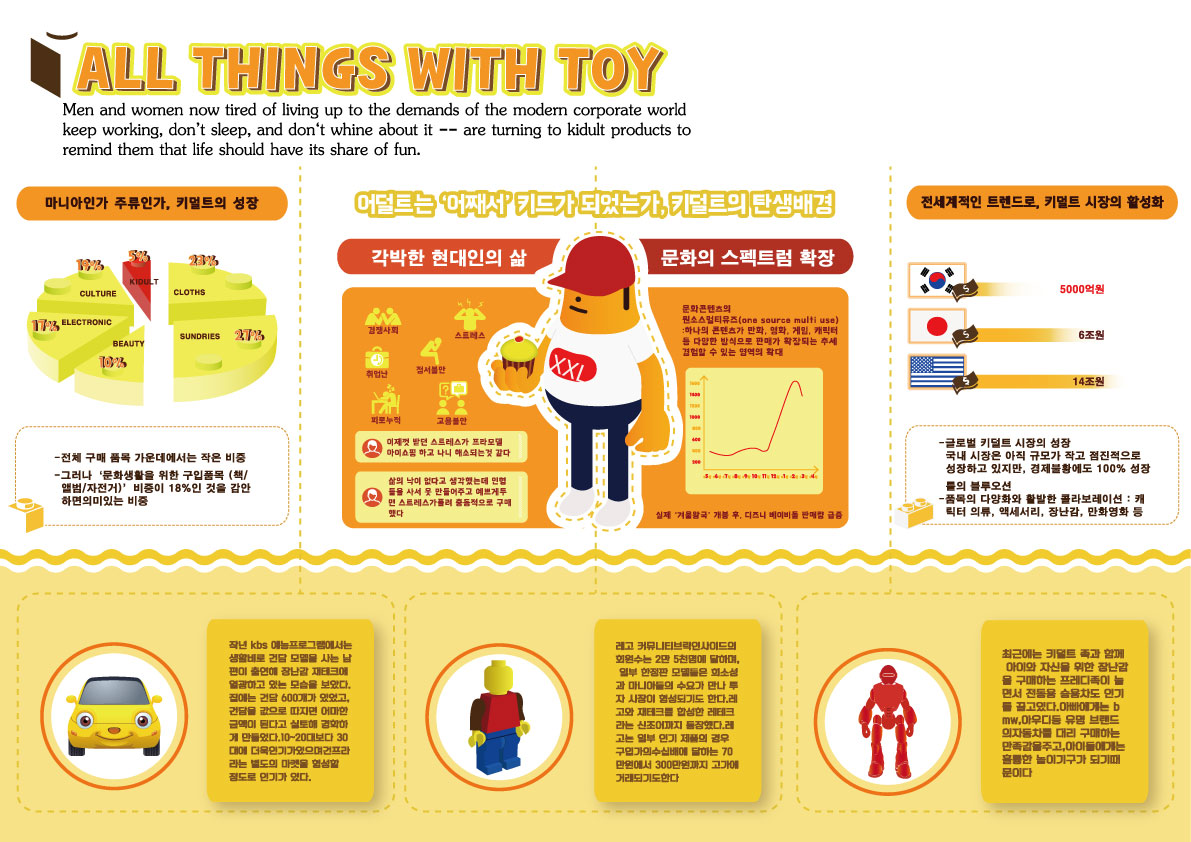 ALL THINGS WITH TOY
Men and women now tired of living up to the demands of the modern corporate world
keep working, don't sleep, and don't whine about it -- are turning to kidult products to
remind them that life should have its share of fun.
마니아인가 주류인가, 키덜트의 성장
19%
5%
23%
KIDULT
CULTURE
CLOTHS
17%
ELECTRONIC
BEAUTY
SUNDRIES
27%
10%
-전체 구매 품목 가운데에서는 작은 비중
-그러나 ‘문화생활을 위한 구입품목 (책/
앨범/자전거)’ 비중이 18%인 것을 감안
하면의미있는 비중
어덜트는 ‘어째서’ 키드가 되었는가, 키덜트의 탄생배경
각박한 현대인의 삶
문화의 스펙트럼 확장
경쟁사회
스트레스
취업난
정서불안
피로누적
고용불안
XXL
이제껏 받던 스트레스가 프라모델
아이쇼핑 하고 나니 해소되는것 같다
삶의 낙이 없다고 생각했는데 인형
들을 사서 옷 만들어주고 예쁘게두
면 스트레스가풀려 충동적으로 구매
했다
문화콘텐츠의
원소스멀티유즈(one source multi use)
:하나의 콘텐츠가 만화, 영화, 게임, 캐릭터
등 다양한 방식으로 판매가 확장되는 추세
경험할 수 있는 영역의 확대
실제 ‘겨울왕국’ 개봉 후, 디즈니 베이비돌 판매량 급증
전세계적인 트렌드로, 키덜트 시장의 활성화
5000억원
6조원
14조원
-글로벌 키덜트 시장의 성장
국내 시장은 아직 규모가 작고 점진적으로
성장하고 있지만, 경제불황에도 100% 성장
률의 블루오션
-품목의 다양화와 활발한 콜라보레이션 : 캐
릭터 의류, 액세서리, 장난감, 만화영화 등
작년 kbs 예능프로그램에서는
생활비로 건담 모델을 사는 남
편이 출연해 장난감 재테크에
열광하고 있는 모습을 보였다.
집에는 건담 600개가 있었고,
건담을 값으로 따지면 어마한
금액이 된다고 실토해 경악하
게 만들었다.10~20대보다 30
대에 더욱인기가있으며건프라
라는 별도의 마켓을 형성할
정도로 인기가 있다.
레고 커뮤니티브릭인사이드의
회원수는 2만 5천명에 달하며,
일부 한정판 모델들은 희소성
과 마니아들의 수요가 만나 투
자 시장이 형성되기도 한다.레
고와 재테크를 합성한 레테크
라는 신조어까지 등장했다.레
고는 일부 인기 제품의 경우
구입가의수십배에 달하는 70
만원에서 300만원까지 고가에
거래되기도한다
최근에는 키덜트 족과 함께
아이와 자신을 위한 장난감
을 구매하는 프레디족이 늘
면서 전동용 승용차도 인기
를 끌고있다.아빠에게는 b
mw,아우디등 유명 브랜드
의자동차를 대리 구매하는
만족감을주고,아이들에게는
훌륭한 놀이기구가 되기때
문이다